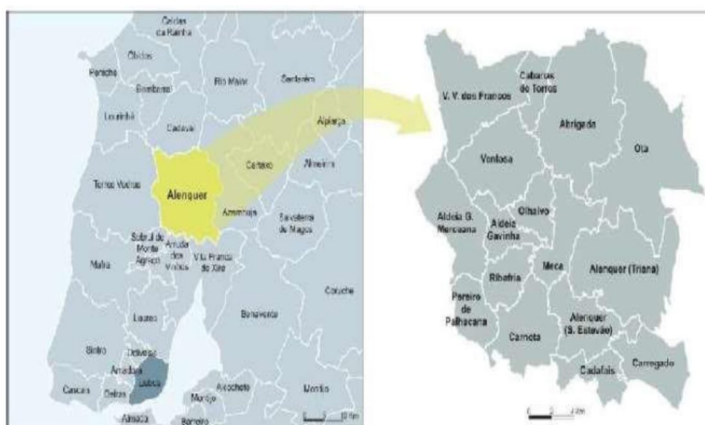 Caldas
da Rainha
Óbidos
Peniche
Bombarral
Rio Maior
Santarém
Lourinhã
Cadaval
Alpiarça
Cartaxo
Almeirim
Torres Vedras
Alenquer
Azambuja
Salvaterra
de Magos
Sobral de
Monte
Agraço
Arruda
dos
Vinhos
Vila Franca
de Xira
Mafra
Coruche
Loures
Benavente
Sintra
Odivelas
Amadora
Lisboa
Cascais
Oeiras
Alcochete
Montijo
Almada
Barreiro
V. V. dos Francos
Cabanas
de Torres
Abrigada
Ota
Ventosa
Olhalvo
Aldeia G.
Merceana
Aldeia
Gavinha
Meca
Alenquer (Triana)
Ribafria
Pereiro
de
Palhacana
Carnota
Alenquer
(S. Estevão)
Cadafais
Carregado